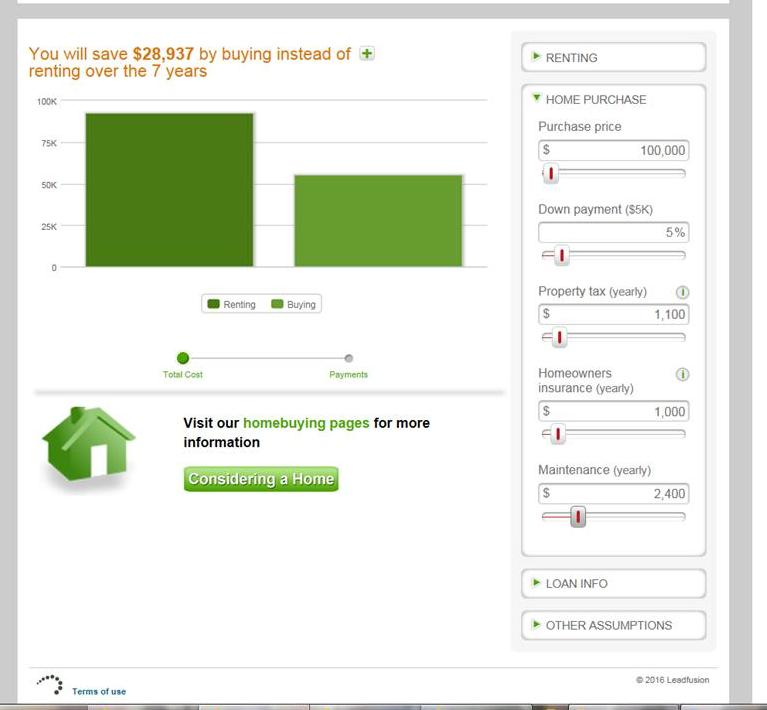 You will save $28,937 by buying instead of
renting over the 7 years
100K
75K
50K
25K
0
Renting
Buying
Total Cost
Payments
Visit our homebuying pages for more
information
Considering a Home
RENTING
HOME PURCHASE
Purchase price
$ 100,000
Down payment ($5K)
5%
Property tax (yearly)
$ 1,100
Homeowners
insurance (yearly)
$ 1,000
Maintenance (yearly)
$ 2,400
LOAN INFO
OTHER ASSUMPTIONS
Terms of use
© 2016 Leadfusion